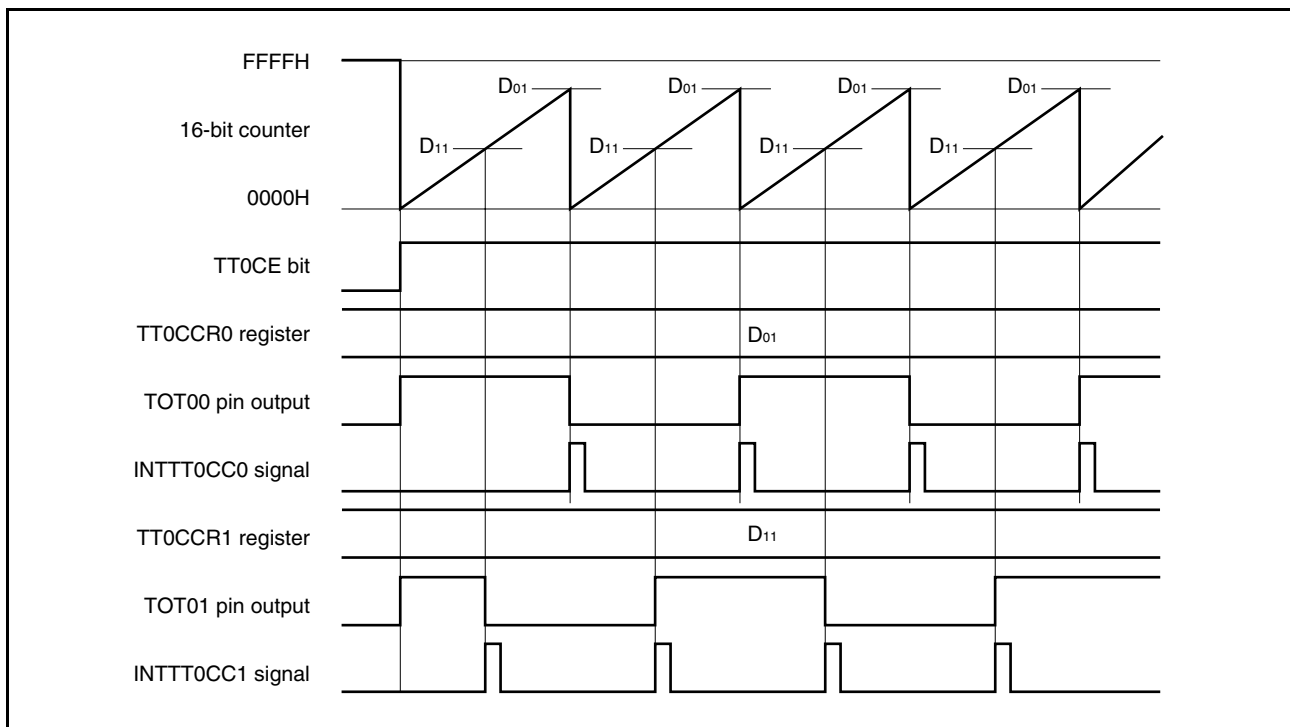 FFFFH
D01 D01 D01 D01
16-bit counter
D11 D11 D11 D11
0000H
TT0CE bit
TT0CCR0 register
D01
TOT00 pin output
INTTT0CC0 signal
TT0CCR1 register
D11
TOT01 pin output
INTTT0CC1 signal